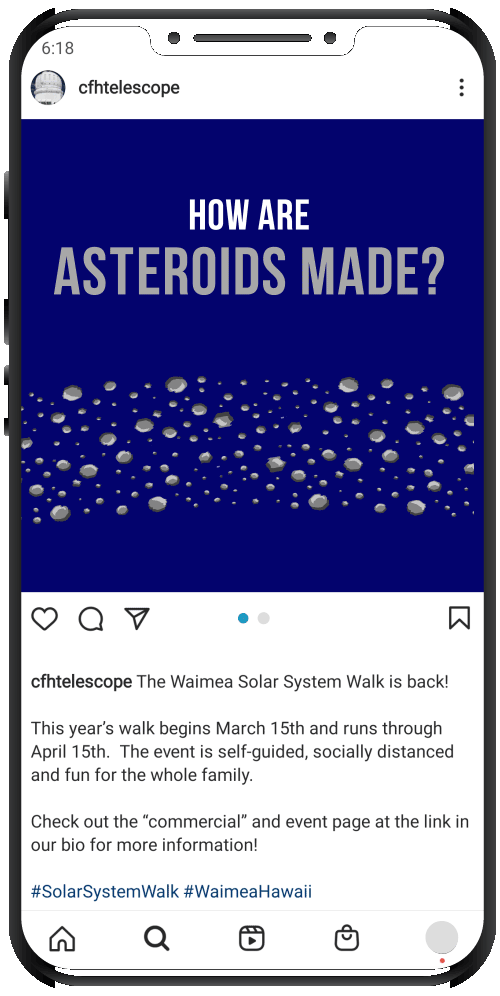 6:18
cfhtelescope
HOW ARE
ASTEROIDS MADE?
cfhtelescope The Waimea Solar System Walk is back!
This year’s walk begins March 15th and runs through
April 15th.  The event is self-guided, socially distanced
and fun for the whole family.
Check out the “commercial” and event page at the link in
our bio for more information!
#SolarSystemWalk #WaimeaHawaii